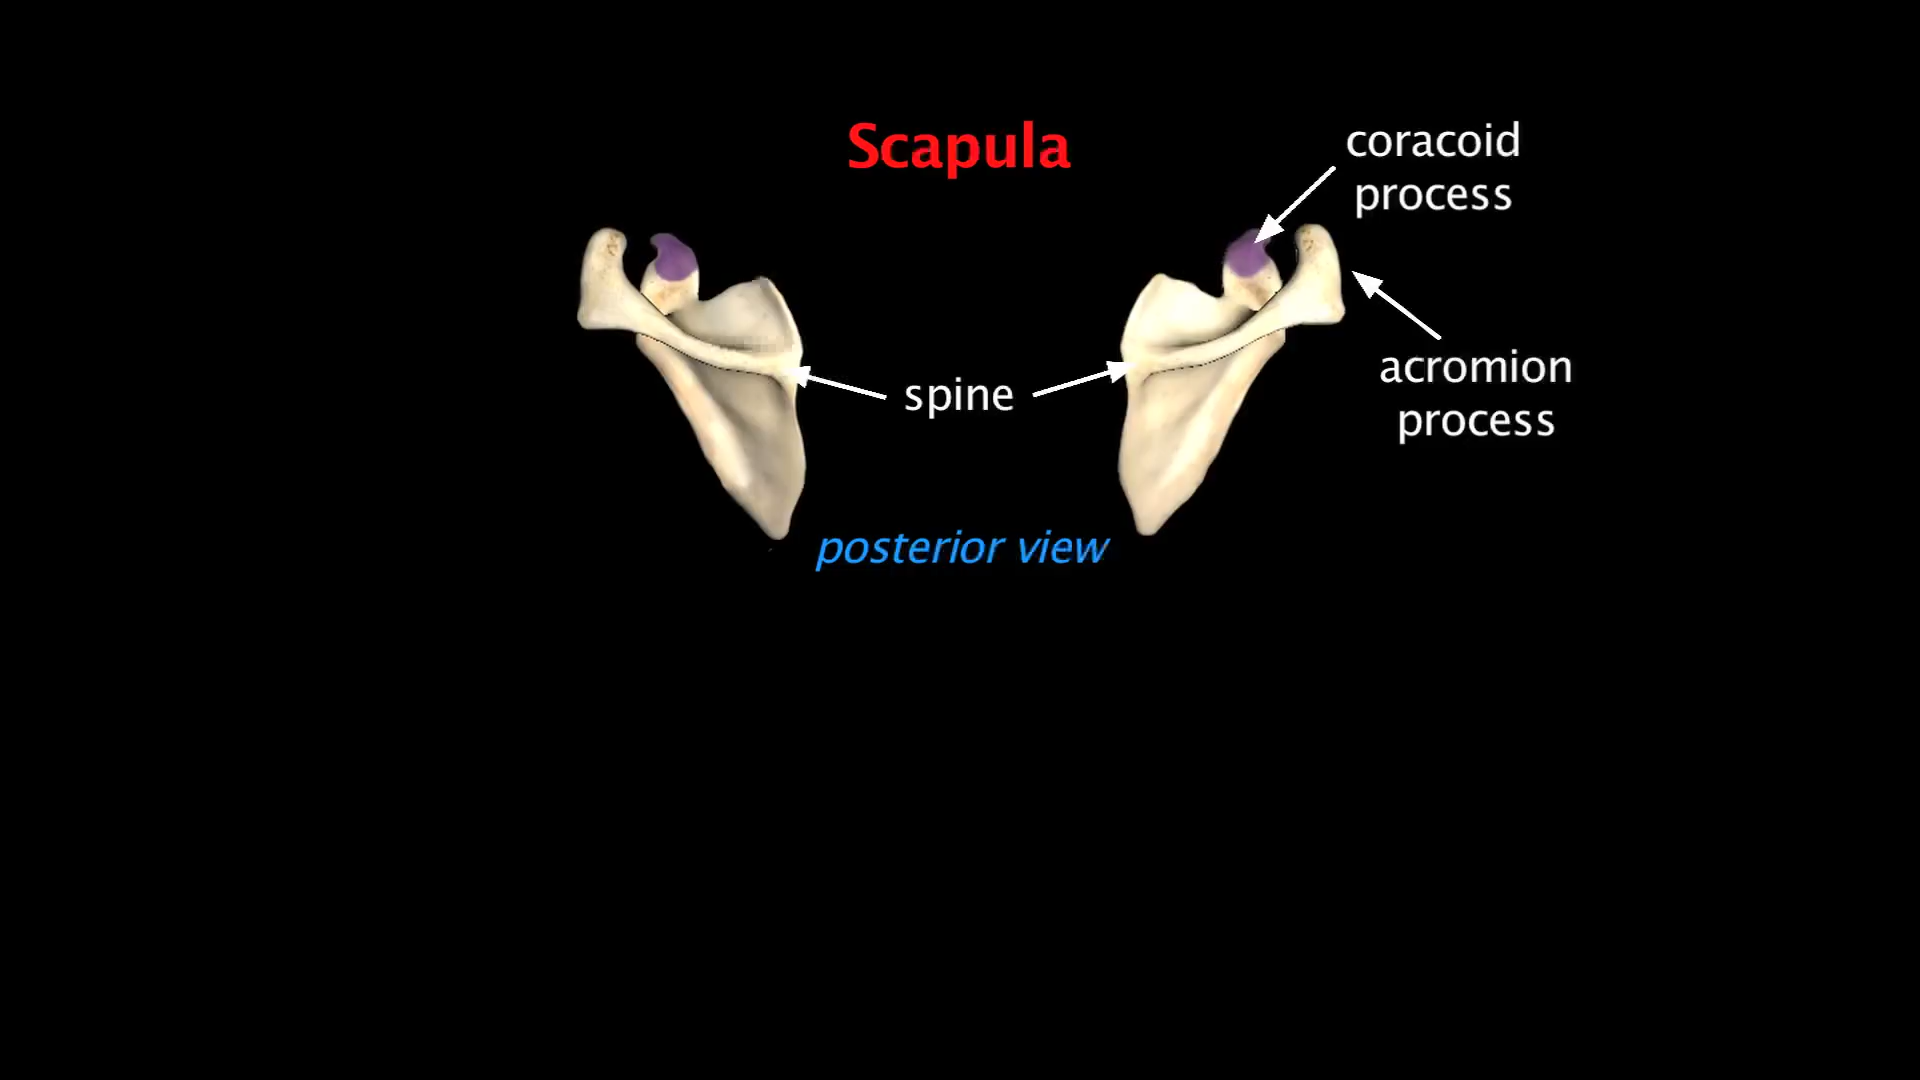 Scapula
coracoid
process
acromion
process
spine
posterior view